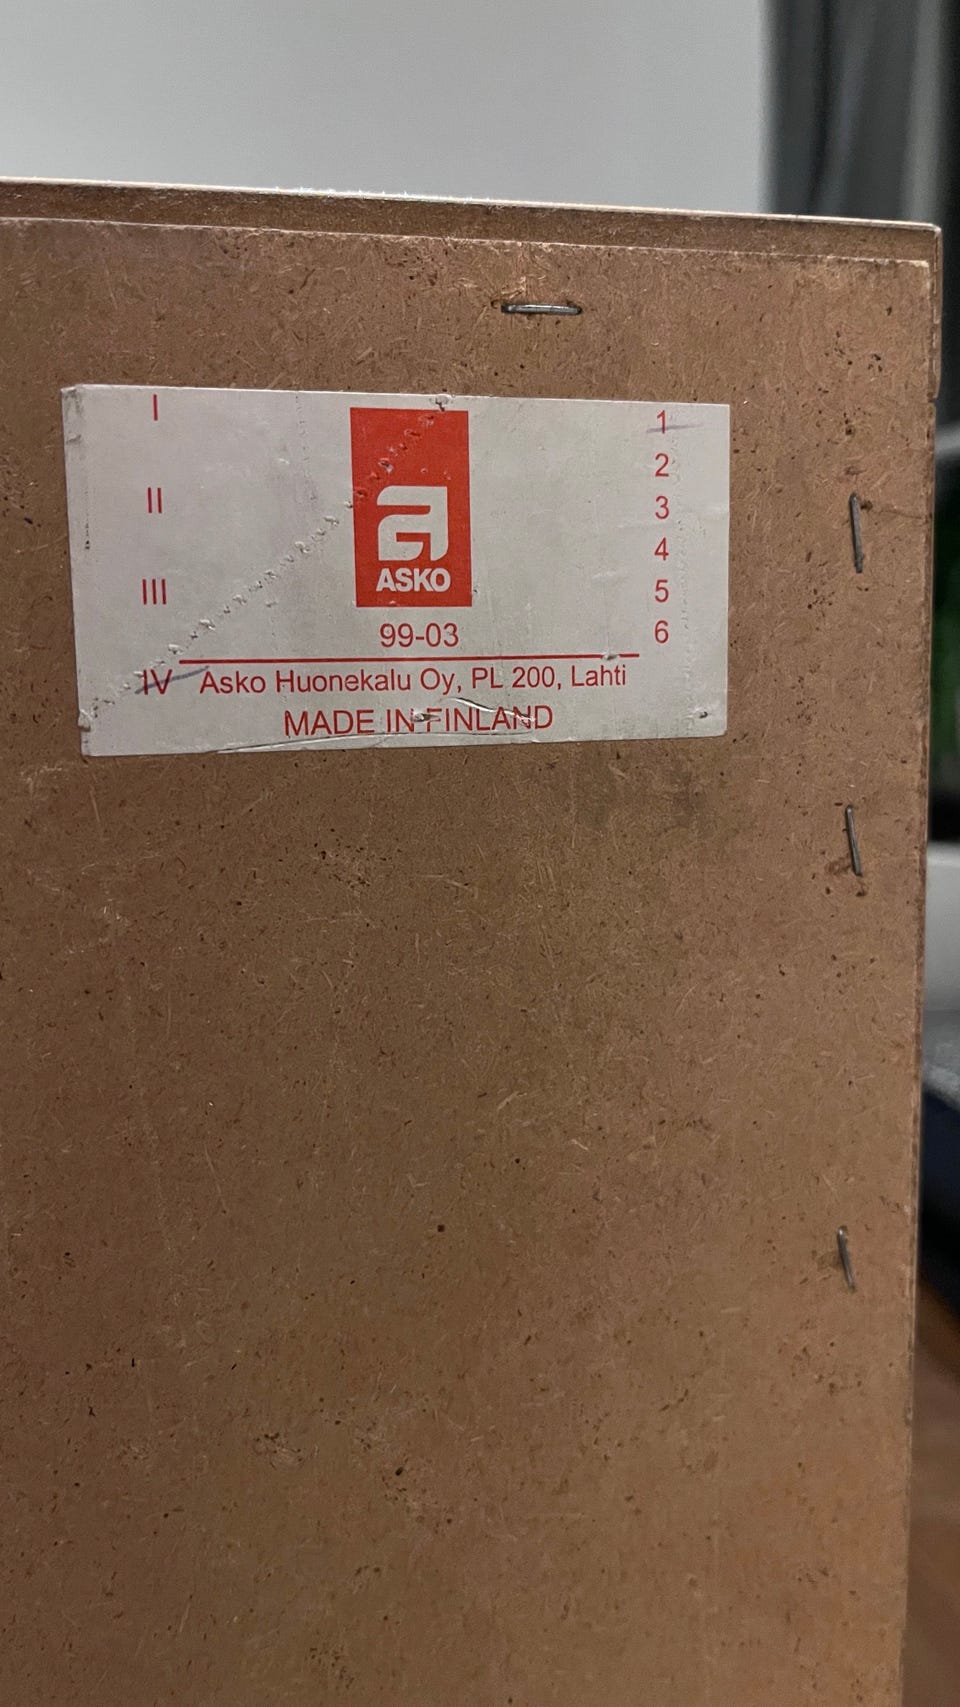 I
1
2
II
3
4
III
5
6
ASKO
99-03
IV
Asko Huonekalu Oy, PL 200, Lahti
MADE IN FINLAND